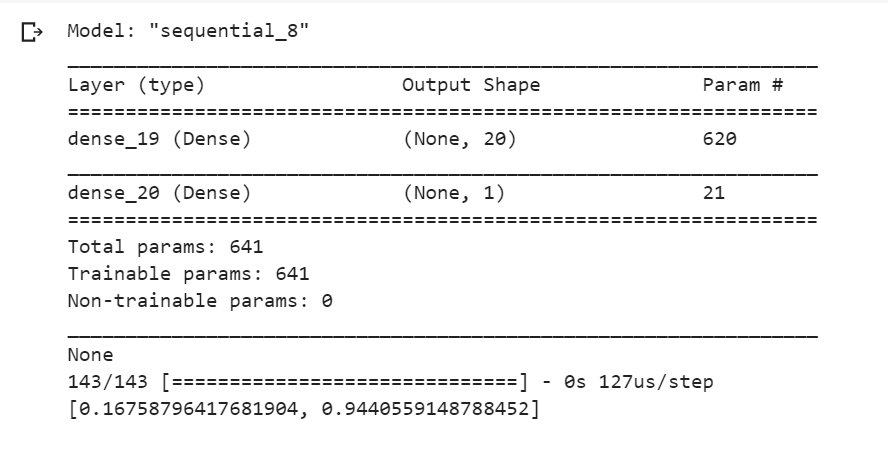 Model: "sequential_8"
_________________________________________________________________
Layer (type)                 Output Shape              Param #
=================================================================
dense_19 (Dense)             (None, 20)                620
_________________________________________________________________
dense_20 (Dense)             (None, 1)                 21
=================================================================
Total params: 641
Trainable params: 641
Non-trainable params: 0
_________________________________________________________________
None
143/143 [==============================] - 0s 127us/step
[0.16758796417681904, 0.9440559148788452]